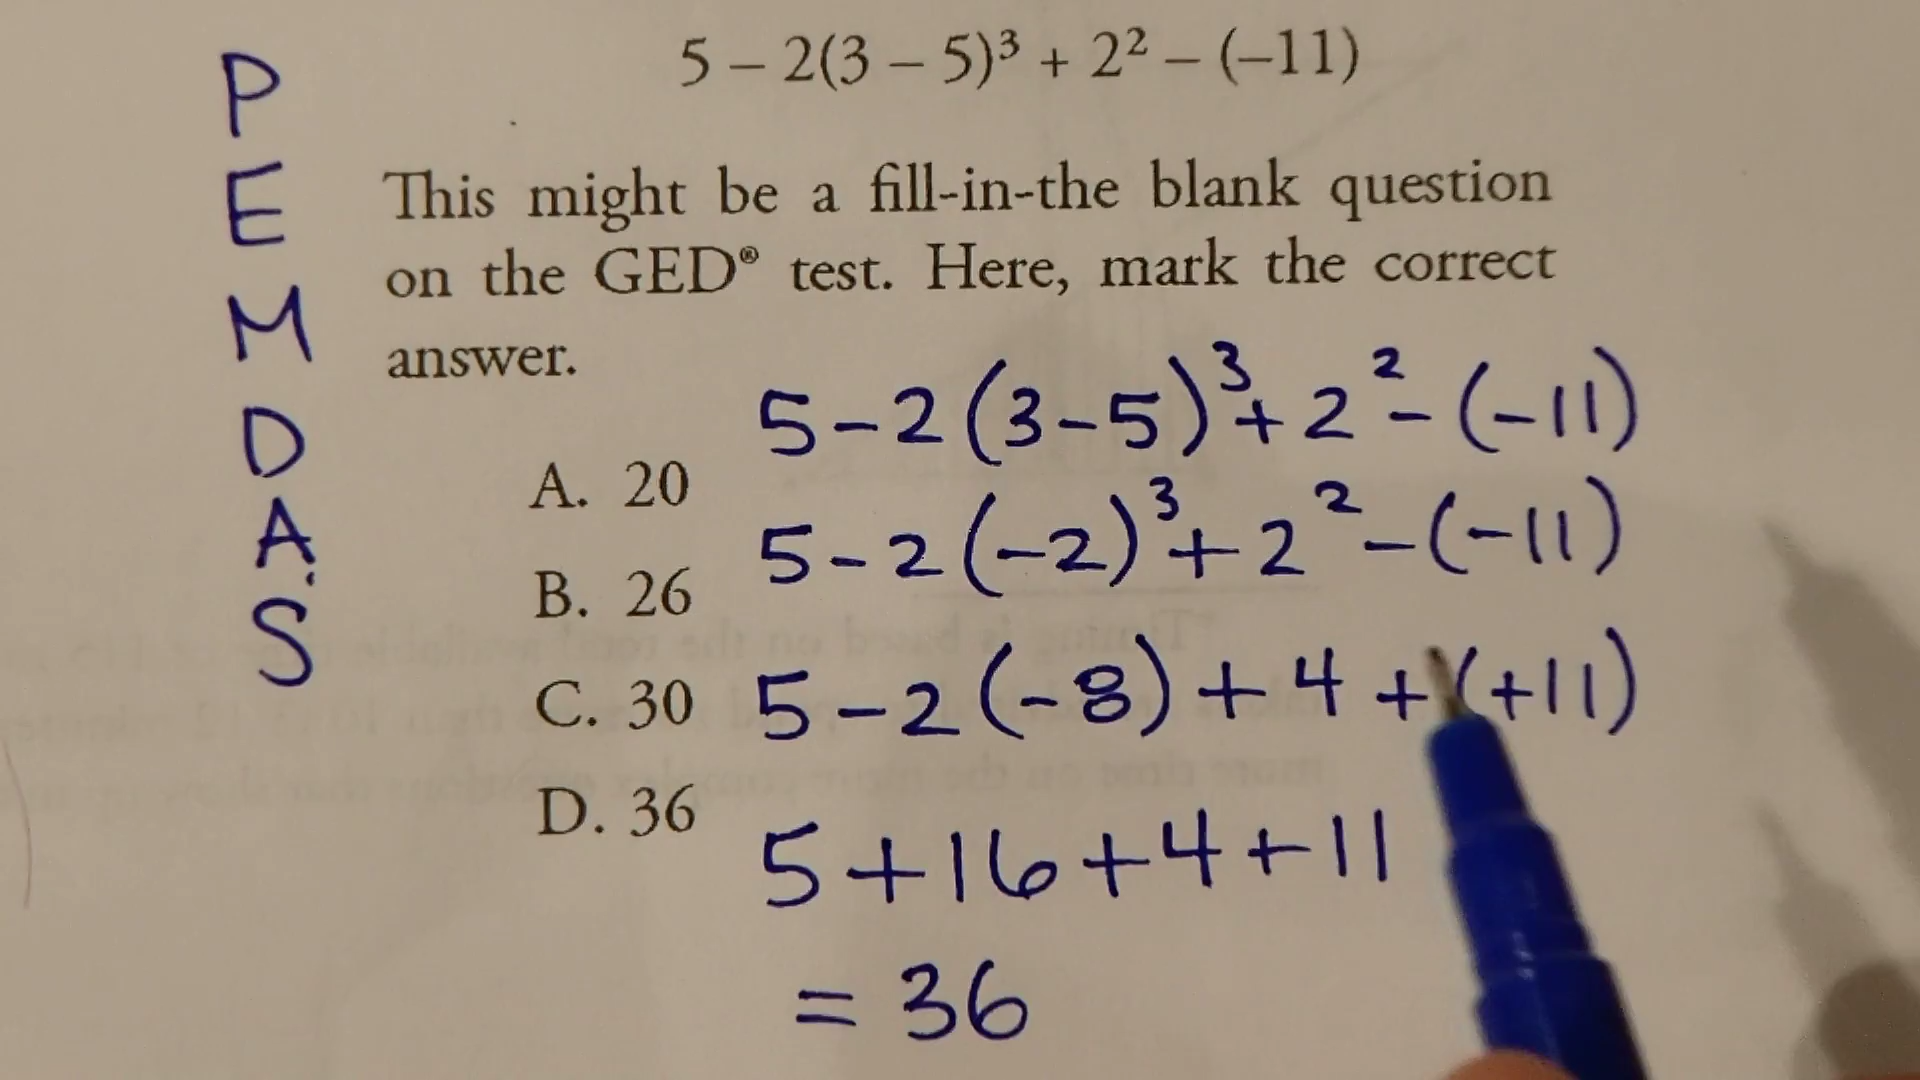 5 – 2(3 – 5)³ + 2² – (–11)
This might be a fill-in-the blank question
on the GED® test. Here, mark the correct
answer.
A. 20
B. 26
C. 30
D. 36
P
E
M
D
A
S
5-2(3-5)³+2²-(-11)
5-2(-2)³+2²-(-11)
5-2(-8)+4+(+11)
5+16+4+11
= 36